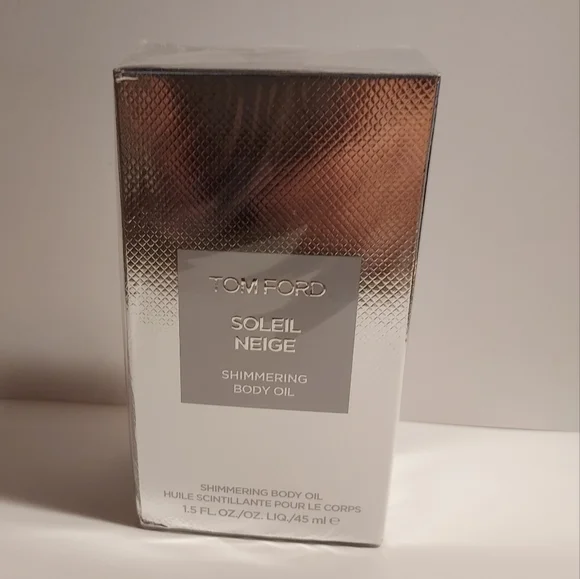 TOM FORD
SOLEIL
NEIGE
SHIMMERING
BODY OIL
SHIMMERING BODY OIL
HUILE SCINTILLANTE POUR LE CORPS
1.5 FL. OZ./OZ. LIQ./45 ml ℮